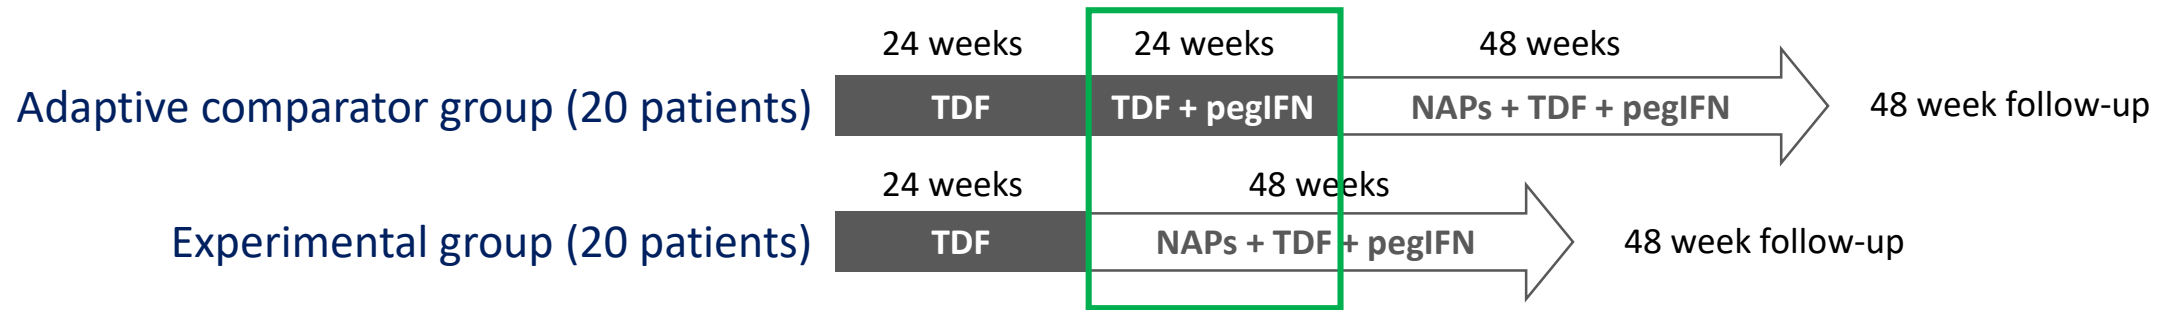 24 weeks 24 weeks 48 weeks
Adaptive comparator group (20 patients) TDF TDF + pegIFN NAPs + TDF + pegIFN 48 week follow-up
24 weeks 48 weeks
Experimental group (20 patients) TDF NAPs + TDF + pegIFN 48 week follow-up